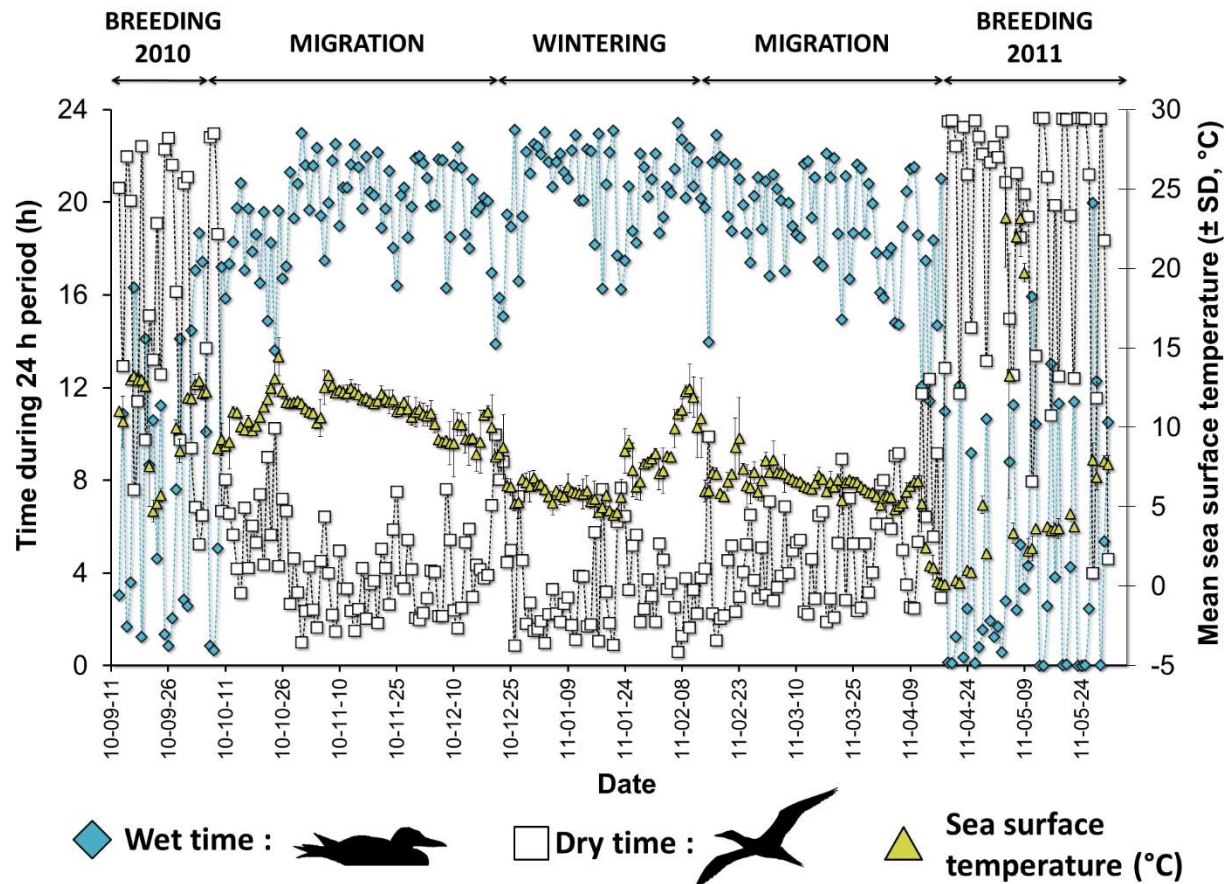 BREEDING
2010
MIGRATION
WINTERING
MIGRATION
BREEDING
2011
Time during 24 h period (h)
24
20
16
12
8
4
0
Mean sea surface temperature (± SD, °C)
30
25
20
15
10
5
0
-5
10-09-11
10-09-26
10-10-11
10-10-26
10-11-10
10-11-25
10-12-10
10-12-25
11-01-09
11-01-24
11-02-08
11-02-23
11-03-10
11-03-25
11-04-09
11-04-24
11-05-09
11-05-24
Date
Wet time :
Dry time :
Sea surface
temperature (°C)